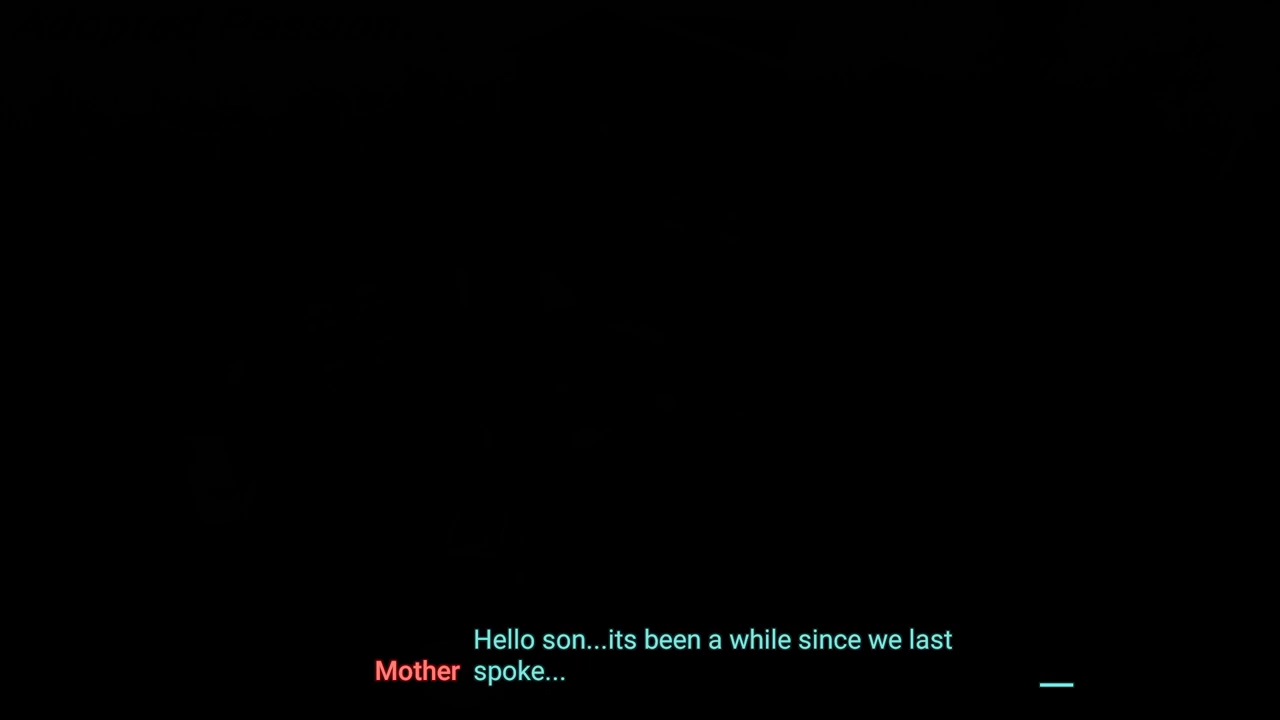 Hello son...its been a while since we last
Mother spoke...